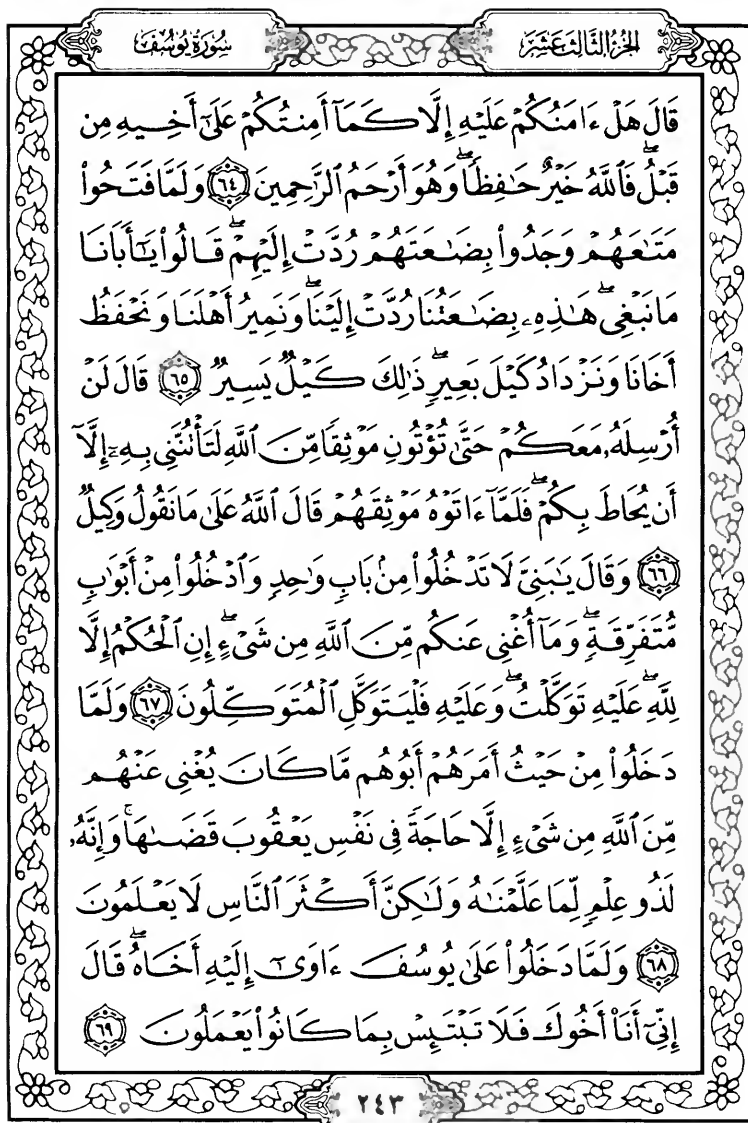 الجزء الثالث عشر
سورة يوسف
قَالَ هَلْ ءَامَنُكُمْ عَلَيْهِ إِلَّا كَمَآ أَمِنتُكُمْ عَلَىٰٓ أَخِيهِ مِن
قَبْلُۖ فَٱللَّهُ خَيْرٌ حَٰفِظًاۖ وَهُوَ أَرْحَمُ ٱلرَّٰحِمِينَ ٦٤ وَلَمَّا فَتَحُوا۟
مَتَٰعَهُمْ وَجَدُوا۟ بِضَٰعَتَهُمْ رُدَّتْ إِلَيْهِمْۖ قَالُوا۟ يَٰٓأَبَانَا
مَا نَبْغِىۖ هَٰذِهِۦ بِضَٰعَتُنَا رُدَّتْ إِلَيْنَاۖ وَنَمِيرُ أَهْلَنَا وَنَحْفَظُ
أَخَانَا وَنَزْدَادُ كَيْلَ بَعِيرٍۖ ذَٰلِكَ كَيْلٌ يَسِيرٌ ٦٥ قَالَ لَنْ
أُرْسِلَهُۥ مَعَكُمْ حَتَّىٰ تُؤْتُونِ مَوْثِقًا مِّنَ ٱللَّهِ لَتَأْتُنَّنِى بِهِۦٓ إِلَّآ
أَن يُحَاطَ بِكُمْۖ فَلَمَّآ ءَاتَوْهُ مَوْثِقَهُمْ قَالَ ٱللَّهُ عَلَىٰ مَا نَقُولُ وَكِيلٌ
٦٦ وَقَالَ يَٰبَنِىَّ لَا تَدْخُلُوا۟ مِنۢ بَابٍ وَٰحِدٍ وَٱدْخُلُوا۟ مِنْ أَبْوَٰبٍ
مُّتَفَرِّقَةٍۖ وَمَآ أُغْنِى عَنكُم مِّنَ ٱللَّهِ مِن شَىْءٍۖ إِنِ ٱلْحُكْمُ إِلَّا
لِلَّهِۖ عَلَيْهِ تَوَكَّلْتُۖ وَعَلَيْهِ فَلْيَتَوَكَّلِ ٱلْمُتَوَكِّلُونَ ٦٧ وَلَمَّا
دَخَلُوا۟ مِنْ حَيْثُ أَمَرَهُمْ أَبُوهُم مَّا كَانَ يُغْنِى عَنْهُم
مِّنَ ٱللَّهِ مِن شَىْءٍ إِلَّا حَاجَةً فِى نَفْسِ يَعْقُوبَ قَضَىٰهَاۚ وَإِنَّهُۥ
لَذُو عِلْمٍ لِّمَا عَلَّمْنَٰهُ وَلَٰكِنَّ أَكْثَرَ ٱلنَّاسِ لَا يَعْلَمُونَ
٦٨ وَلَمَّا دَخَلُوا۟ عَلَىٰ يُوسُفَ ءَاوَىٰٓ إِلَيْهِ أَخَاهُۖ قَالَ
إِنِّىٓ أَنَا۠ أَخُوكَ فَلَا تَبْتَئِسْ بِمَا كَانُوا۟ يَعْمَلُونَ ٦٩
٢٤٣